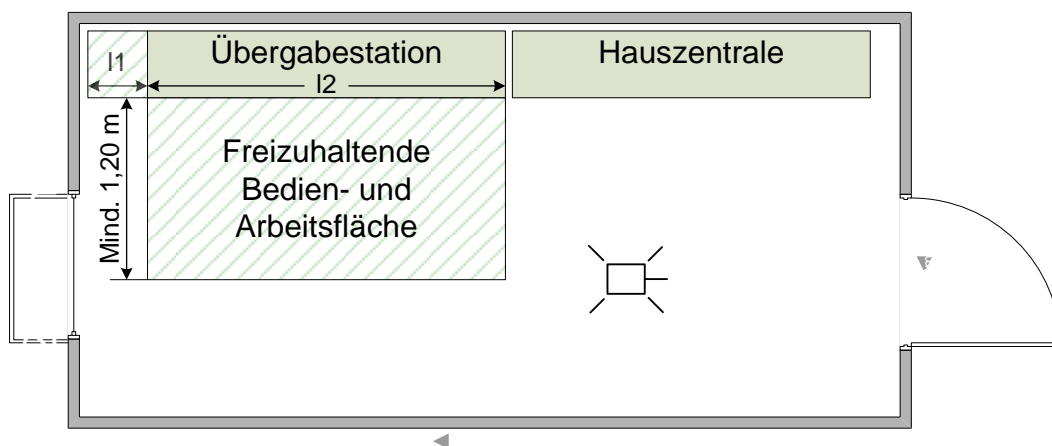 Übergabestation
Hauszentrale
l1
l2
Mind. 1,20 m
Freizuhaltende
Bedien- und
Arbeitsfläche